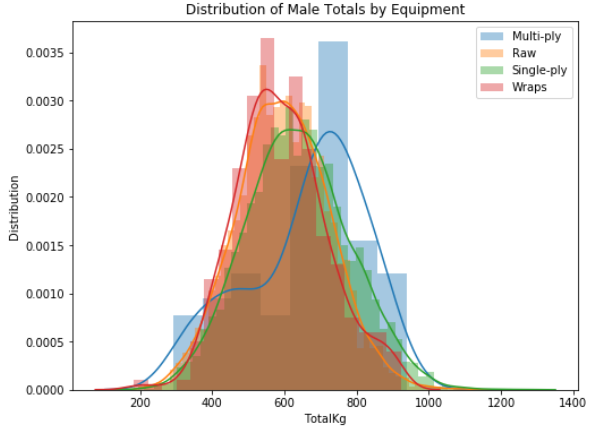 Distribution of Male Totals by Equipment
Multi-ply
Raw
Single-ply
Wraps
0.0035
0.0030
0.0025
0.0020
0.0015
0.0010
0.0005
0.0000
Distribution
200
400
600
800
1000
1200
1400
TotalKg